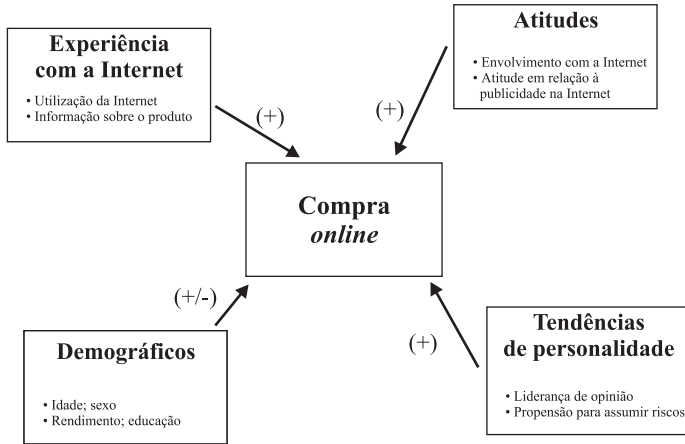 Experiência
com a Internet
• Utilização da Internet
• Informação sobre o produto
Atitudes
• Envolvimento com a Internet
• Atitude em relação à
publicidade na Internet
(+)
(+)
Compra
online
(+/-)
(+)
Demográficos
• Idade; sexo
• Rendimento; educação
Tendências
de personalidade
• Liderança de opinião
• Propensão para assumir riscos